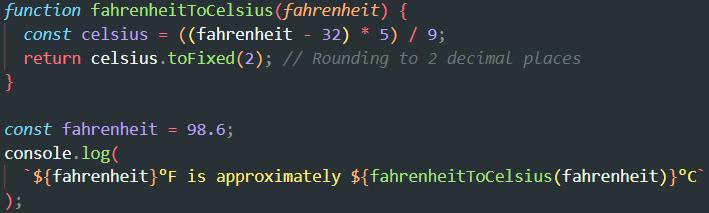 function fahrenheitToCelsius(fahrenheit) {
  const celsius = ((fahrenheit - 32) * 5) / 9;
  return celsius.toFixed(2); // Rounding to 2 decimal places
}

const fahrenheit = 98.6;
console.log(
  `${fahrenheit}°F is approximately ${fahrenheitToCelsius(fahrenheit)}°C`
);